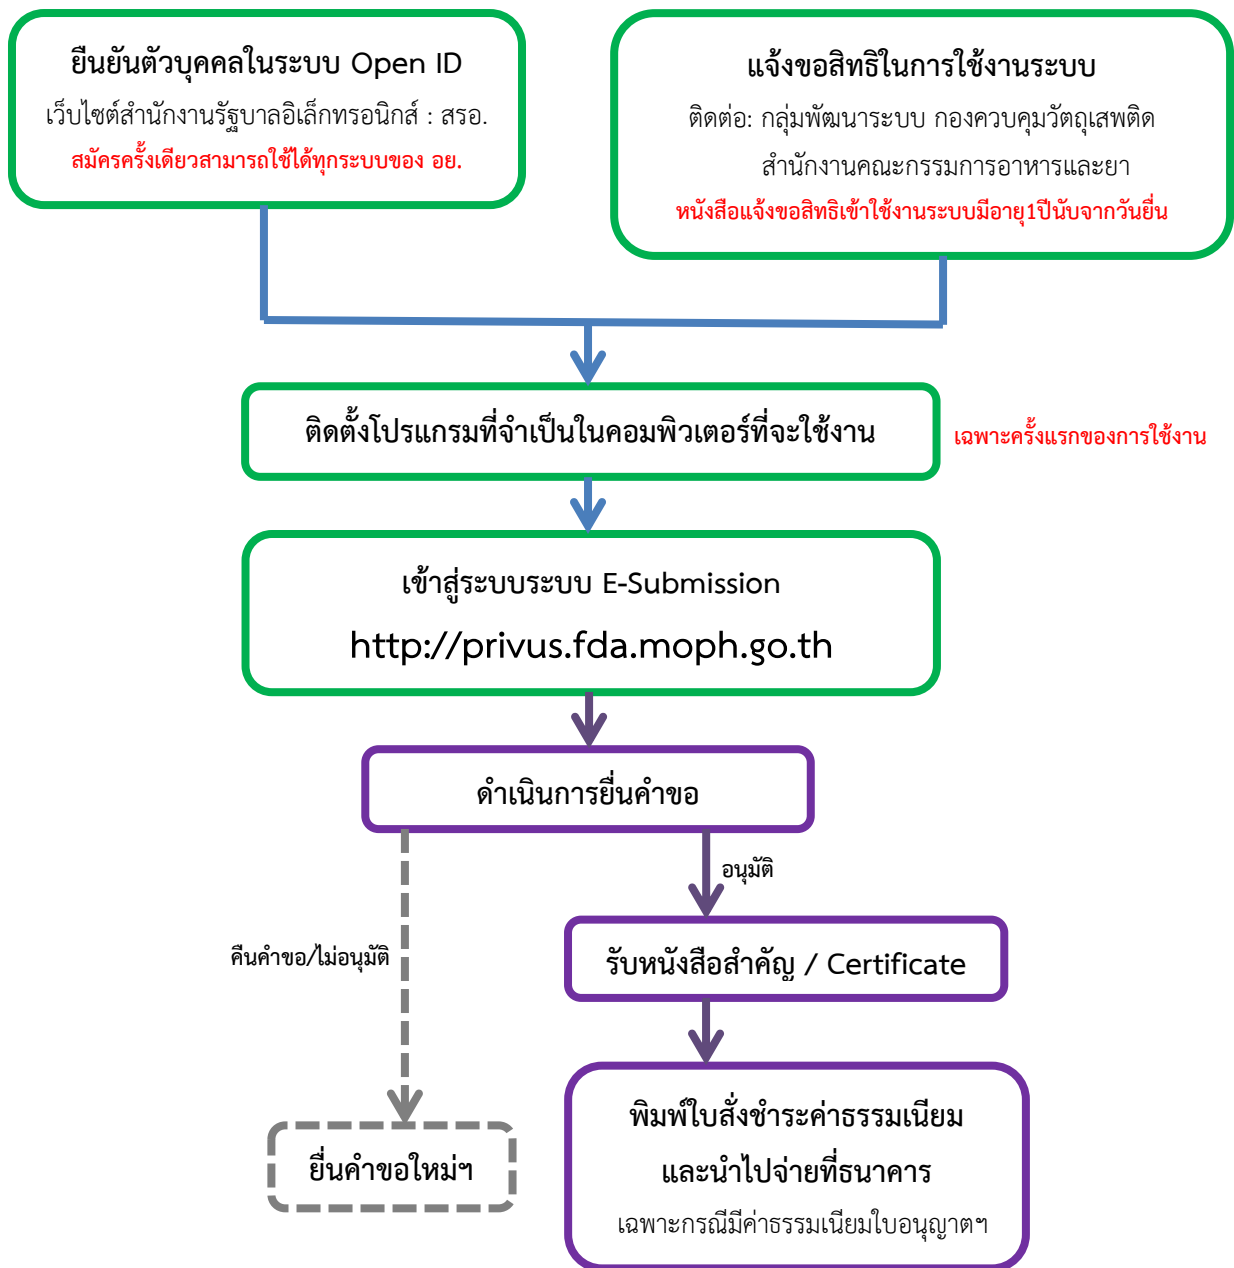 ยืนยันตัวบุคคลในระบบ Open ID
เว็บไซต์สำนักงานรัฐบาลอิเล็กทรอนิกส์ : สรอ.
สมัครครั้งเดียวสามารถใช้ได้ทุกระบบของ อย.
แจ้งขอสิทธิในการใช้งานระบบ
ติดต่อ: กลุ่มพัฒนาระบบ กองควบคุมวัตถุเสพติด
สำนักงานคณะกรรมการอาหารและยา
หนังสือแจ้งขอสิทธิเข้าใช้งานระบบมีอายุ1ปีนับจากวันยื่น
ติดตั้งโปรแกรมที่จำเป็นในคอมพิวเตอร์ที่จะใช้งาน
เฉพาะครั้งแรกของการใช้งาน
เข้าสู่ระบบระบบ E-Submission
http://privus.fda.moph.go.th
ดำเนินการยื่นคำขอ
อนุมัติ
คืนคำขอ/ไม่อนุมัติ
รับหนังสือสำคัญ / Certificate
พิมพ์ใบสั่งชำระค่าธรรมเนียม
และนำไปจ่ายที่ธนาคาร
เฉพาะกรณีมีค่าธรรมเนียมใบอนุญาตฯ
ยื่นคำขอใหม่ฯ